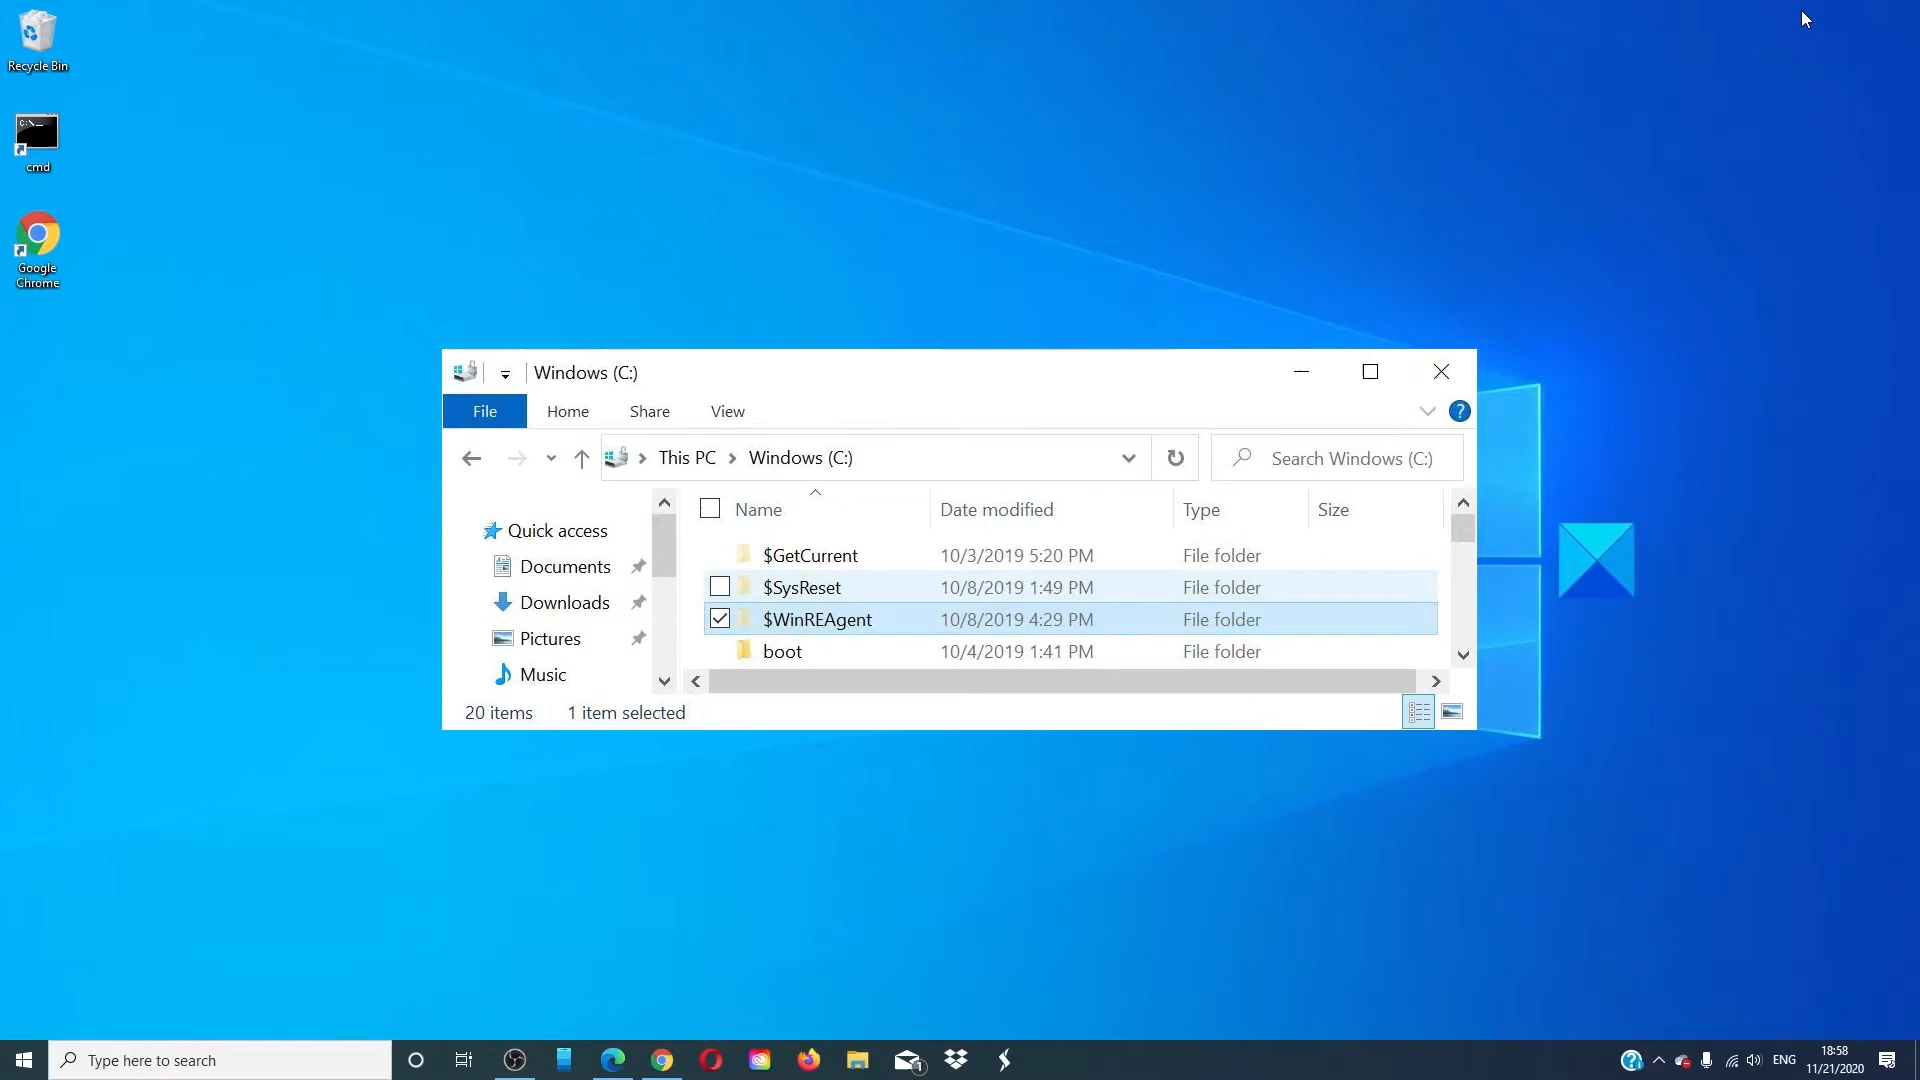 Recycle Bin
C:\_
cmd
Google
Chrome
Windows (C:)
File Home Share View
?
This PC Windows (C:)
Search Windows (C:)
Name Date modified Type Size
Quick access
Documents
Downloads
Pictures
Music
$GetCurrent 10/3/2019 5:20 PM File folder
$SysReset 10/8/2019 1:49 PM File folder
$WinREAgent 10/8/2019 4:29 PM File folder
boot 10/4/2019 1:41 PM File folder
20 items 1 item selected
Type here to search
1
?
ENG
18:58
11/21/2020